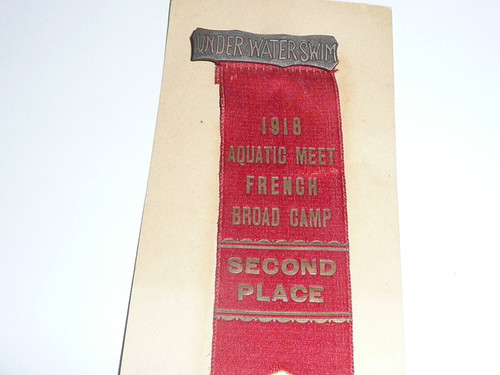 UNDER WATER SWIM
1918
AQUATIC MEET
FRENCH
BROAD CAMP
SECOND
PLACE